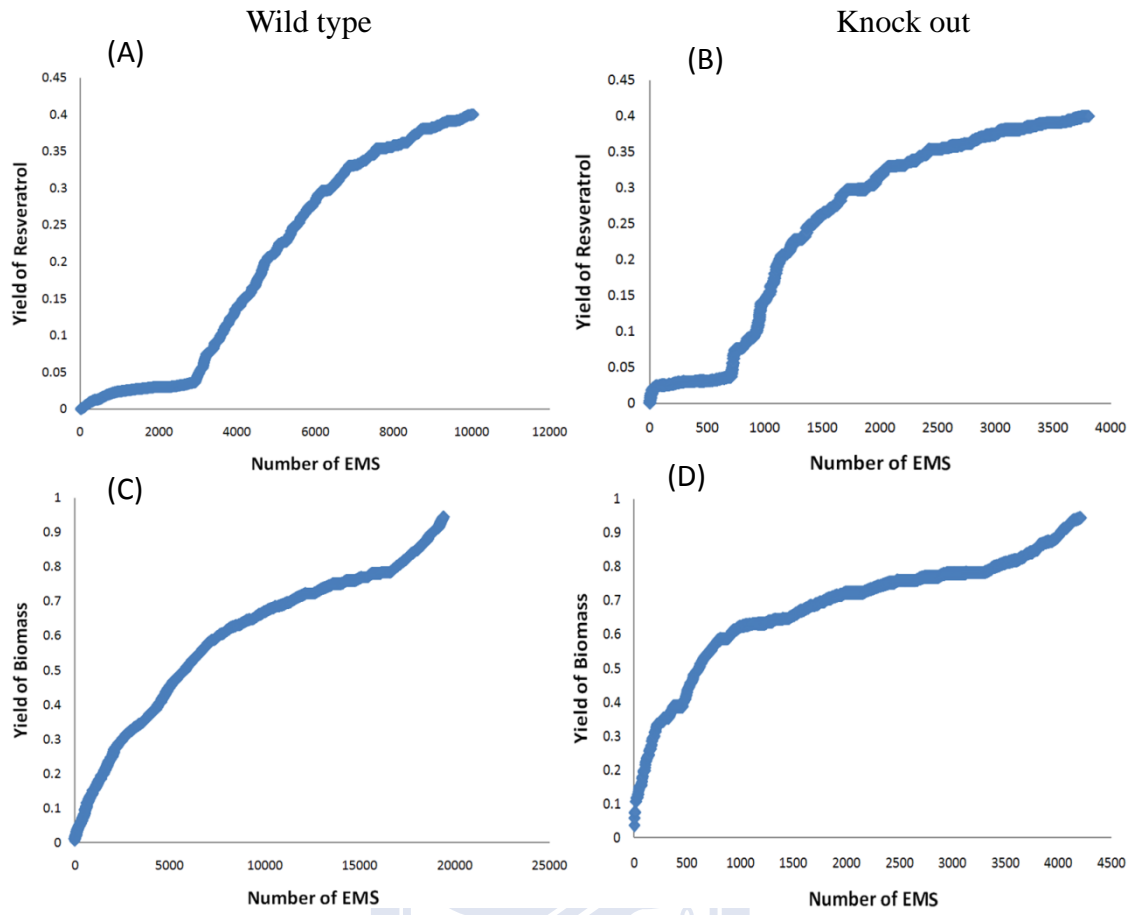 Wild type
Knock out
(A)
0.45
0.4
0.35
0.3
0.25
0.2
0.15
0.1
0.05
0
Yield of Resveratrol
0 2000 4000 6000 8000 10000 12000
Number of EMS
(B)
0.45
0.4
0.35
0.3
0.25
0.2
0.15
0.1
0.05
0
Yield of Resveratrol
0 500 1000 1500 2000 2500 3000 3500 4000
Number of EMS
(C)
1
0.9
0.8
0.7
0.6
0.5
0.4
0.3
0.2
0.1
0
Yield of Biomass
0 5000 10000 15000 20000 25000
Number of EMS
(D)
1
0.9
0.8
0.7
0.6
0.5
0.4
0.3
0.2
0.1
0
Yield of Biomass
0 500 1000 1500 2000 2500 3000 3500 4000 4500
Number of EMS